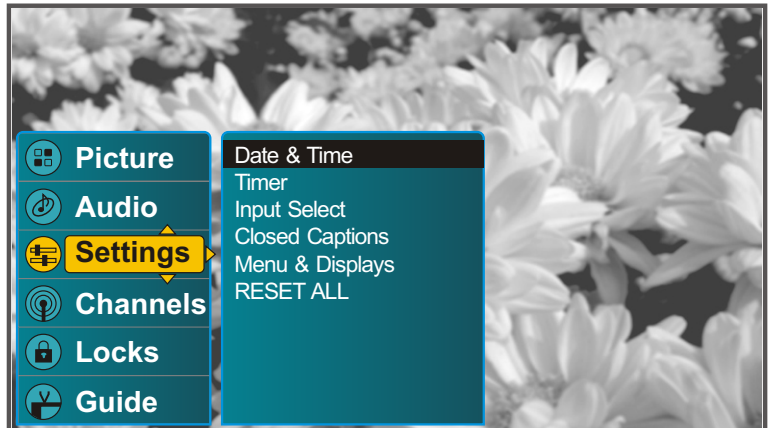 Picture
Audio
Settings
Channels
Locks
Guide
Date & Time
Timer
Input Select
Closed Captions
Menu & Displays
RESET ALL